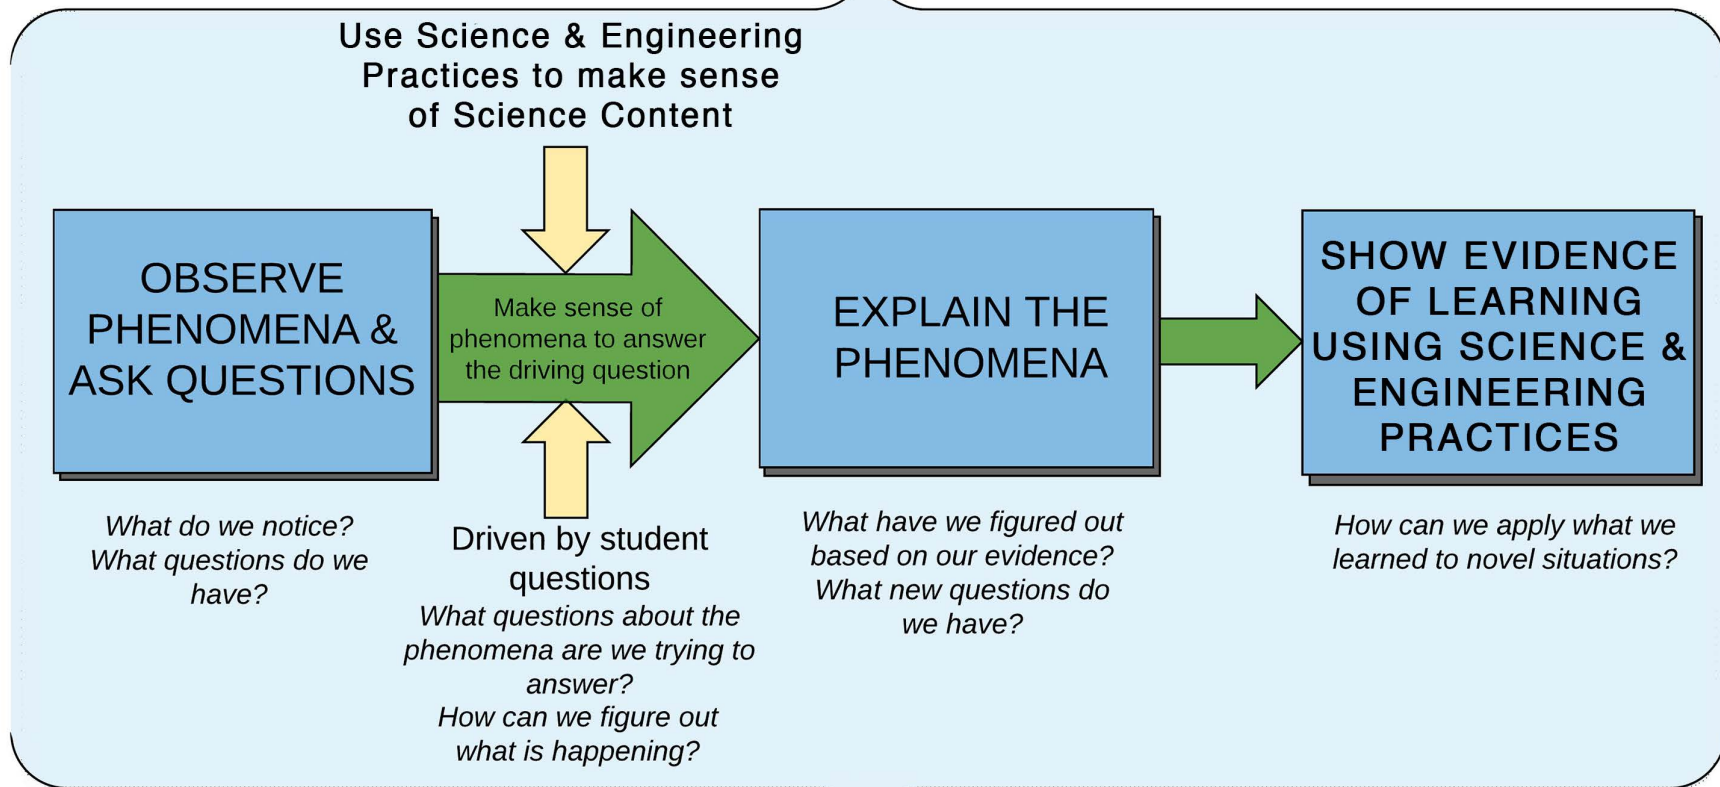 Use Science & Engineering
Practices to make sense
of Science Content
OBSERVE
PHENOMENA &
ASK QUESTIONS
What do we notice?
What questions do we
have?
Make sense of
phenomena to answer
the driving question
Driven by student
questions
What questions about the
phenomena are we trying to
answer?
How can we figure out
what is happening?
EXPLAIN THE
PHENOMENA
What have we figured out
based on our evidence?
What new questions do
we have?
SHOW EVIDENCE
OF LEARNING
USING SCIENCE &
ENGINEERING
PRACTICES
How can we apply what we
learned to novel situations?